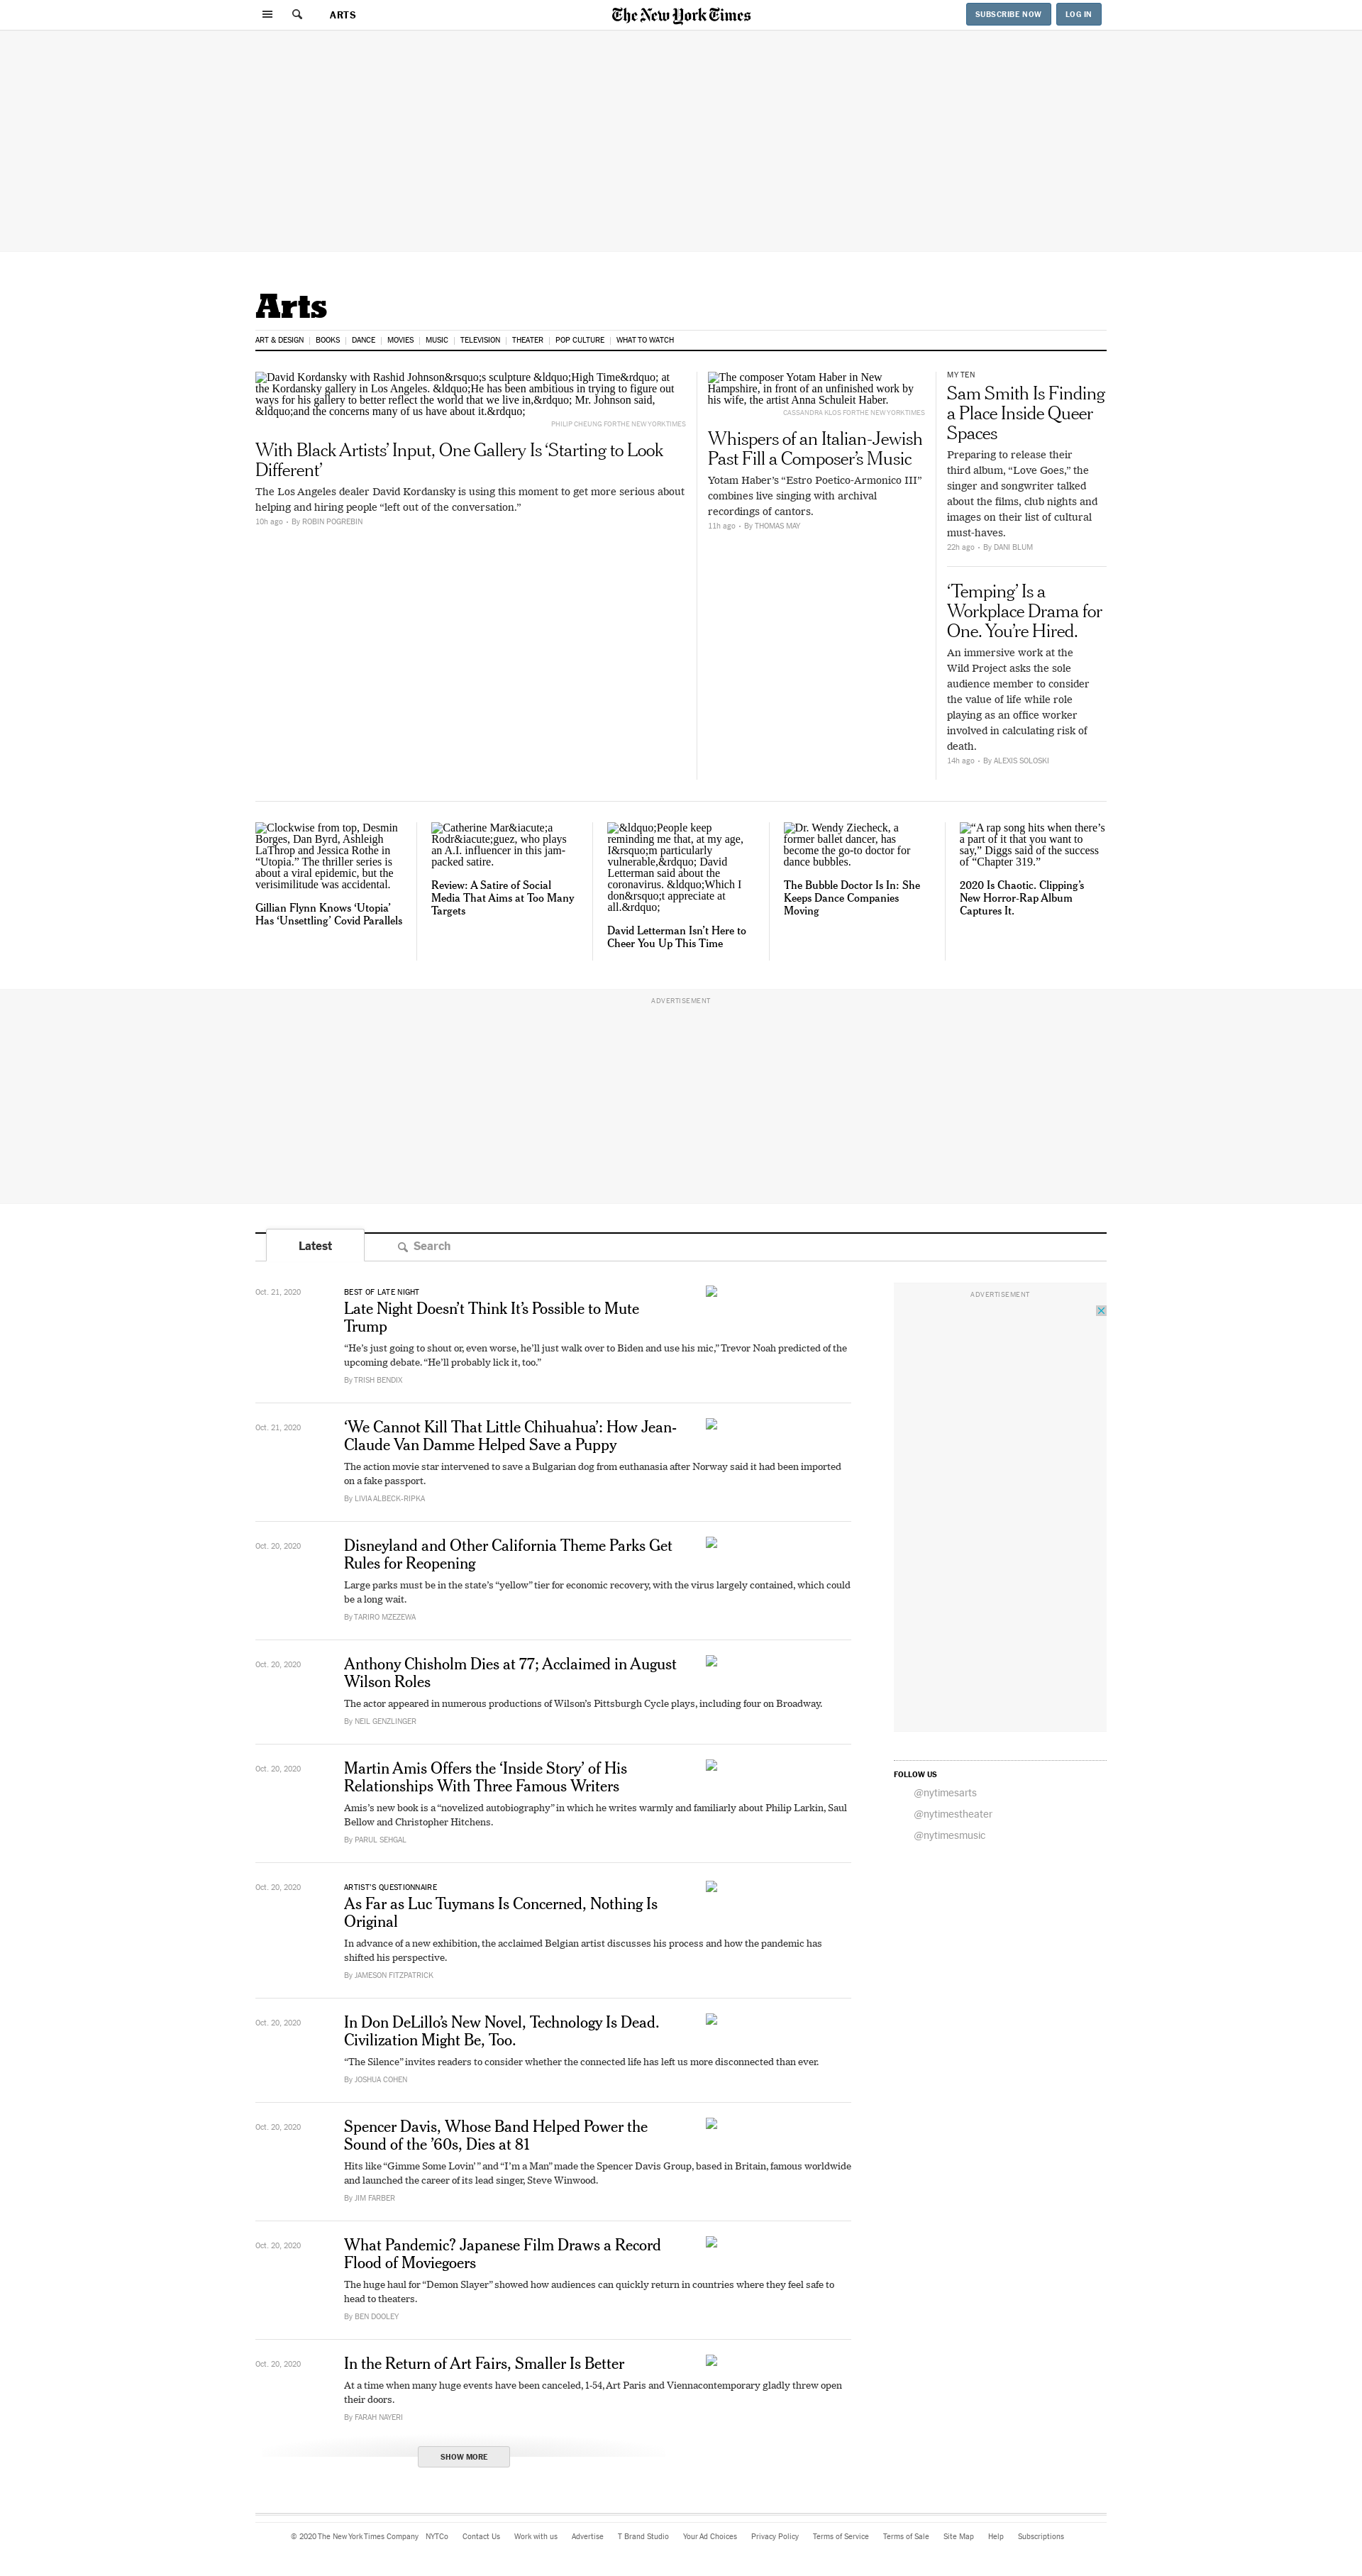 ARTS
The New York Times
SUBSCRIBE NOW
LOG IN
Arts
ART & DESIGN
BOOKS
DANCE
MOVIES
MUSIC
TELEVISION
THEATER
POP CULTURE
WHAT TO WATCH
David Kordansky with Rashid Johnson&rsquo;s sculpture &ldquo;High Time&rdquo; at
the Kordansky gallery in Los Angeles. &ldquo;He has been ambitious in trying to figure out
ways for his gallery to better reflect the world that we live in,&rdquo; Mr. Johnson said,
&ldquo;and the concerns many of us have about it.&rdquo;
PHILIP CHEUNG FOR THE NEW YORK TIMES
With Black Artists’ Input, One Gallery Is ‘Starting to Look
Different’
The Los Angeles dealer David Kordansky is using this moment to get more serious about
helping and hiring people “left out of the conversation.”
10h ago · By ROBIN POGREBIN
The composer Yotam Haber in New
Hampshire, in front of an unfinished work by
his wife, the artist Anna Schuleit Haber.
CASSANDRA KLOS FOR THE NEW YORK TIMES
Whispers of an Italian-Jewish
Past Fill a Composer’s Music
Yotam Haber’s “Estro Poetico-Armonico III”
combines live singing with archival
recordings of cantors.
11h ago · By THOMAS MAY
MY TEN
Sam Smith Is Finding
a Place Inside Queer
Spaces
Preparing to release their
third album, “Love Goes,” the
singer and songwriter talked
about the films, club nights and
images on their list of cultural
must-haves.
22h ago · By DANI BLUM
‘Temping’ Is a
Workplace Drama for
One. You’re Hired.
An immersive work at the
Wild Project asks the sole
audience member to consider
the value of life while role
playing as an office worker
involved in calculating risk of
death.
14h ago · By ALEXIS SOLOSKI
Clockwise from top, Desmin
Borges, Dan Byrd, Ashleigh
LaThrop and Jessica Rothe in
“Utopia.” The thriller series is
about a viral epidemic, but the
verisimilitude was accidental.
Gillian Flynn Knows ‘Utopia’
Has ‘Unsettling’ Covid Parallels
Catherine Mar&iacute;a
Rodr&iacute;guez, who plays
an A.I. influencer in this jam-
packed satire.
Review: A Satire of Social
Media That Aims at Too Many
Targets
&ldquo;People keep
reminding me that, at my age,
I&rsquo;m particularly
vulnerable,&rdquo; David
Letterman said about the
coronavirus. &ldquo;Which I
don&rsquo;t appreciate at
all.&rdquo;
David Letterman Isn’t Here to
Cheer You Up This Time
Dr. Wendy Ziecheck, a
former ballet dancer, has
become the go-to doctor for
dance bubbles.
The Bubble Doctor Is In: She
Keeps Dance Companies
Moving
“A rap song hits when there’s
a part of it that you want to
say,” Diggs said of the success
of “Chapter 319.”
2020 Is Chaotic. Clipping’s
New Horror-Rap Album
Captures It.
ADVERTISEMENT
Latest
Search
Oct. 21, 2020
BEST OF LATE NIGHT
Late Night Doesn’t Think It’s Possible to Mute
Trump
“He’s just going to shout or, even worse, he’ll just walk over to Biden and use his mic,” Trevor Noah predicted of the
upcoming debate. “He’ll probably lick it, too.”
By TRISH BENDIX
Oct. 21, 2020
‘We Cannot Kill That Little Chihuahua’: How Jean-
Claude Van Damme Helped Save a Puppy
The action movie star intervened to save a Bulgarian dog from euthanasia after Norway said it had been imported
on a fake passport.
By LIVIA ALBECK-RIPKA
Oct. 20, 2020
Disneyland and Other California Theme Parks Get
Rules for Reopening
Large parks must be in the state’s “yellow” tier for economic recovery, with the virus largely contained, which could
be a long wait.
By TARIRO MZEZEWA
Oct. 20, 2020
Anthony Chisholm Dies at 77; Acclaimed in August
Wilson Roles
The actor appeared in numerous productions of Wilson’s Pittsburgh Cycle plays, including four on Broadway.
By NEIL GENZLINGER
Oct. 20, 2020
Martin Amis Offers the ‘Inside Story’ of His
Relationships With Three Famous Writers
Amis’s new book is a “novelized autobiography” in which he writes warmly and familiarly about Philip Larkin, Saul
Bellow and Christopher Hitchens.
By PARUL SEHGAL
Oct. 20, 2020
ARTIST’S QUESTIONNAIRE
As Far as Luc Tuymans Is Concerned, Nothing Is
Original
In advance of a new exhibition, the acclaimed Belgian artist discusses his process and how the pandemic has
shifted his perspective.
By JAMESON FITZPATRICK
Oct. 20, 2020
In Don DeLillo’s New Novel, Technology Is Dead.
Civilization Might Be, Too.
“The Silence” invites readers to consider whether the connected life has left us more disconnected than ever.
By JOSHUA COHEN
Oct. 20, 2020
Spencer Davis, Whose Band Helped Power the
Sound of the ’60s, Dies at 81
Hits like “Gimme Some Lovin’ ” and “I’m a Man” made the Spencer Davis Group, based in Britain, famous worldwide
and launched the career of its lead singer, Steve Winwood.
By JIM FARBER
Oct. 20, 2020
What Pandemic? Japanese Film Draws a Record
Flood of Moviegoers
The huge haul for “Demon Slayer” showed how audiences can quickly return in countries where they feel safe to
head to theaters.
By BEN DOOLEY
Oct. 20, 2020
In the Return of Art Fairs, Smaller Is Better
At a time when many huge events have been canceled, 1-54, Art Paris and Viennacontemporary gladly threw open
their doors.
By FARAH NAYERI
SHOW MORE
ADVERTISEMENT
FOLLOW US
@nytimesarts
@nytimestheater
@nytimesmusic
© 2020 The New York Times Company
NYTCo
Contact Us
Work with us
Advertise
T Brand Studio
Your Ad Choices
Privacy Policy
Terms of Service
Terms of Sale
Site Map
Help
Subscriptions